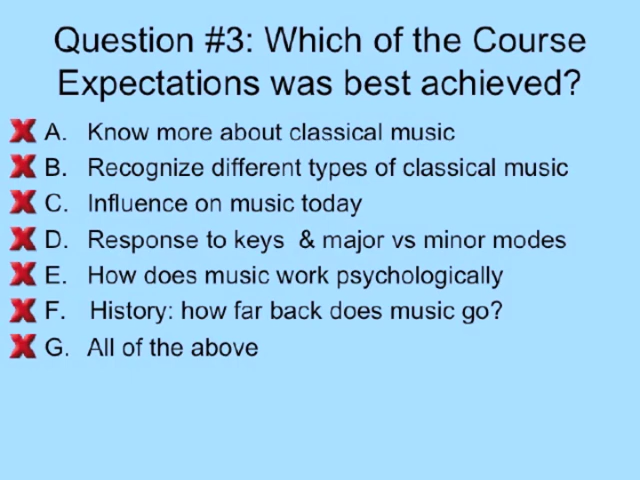 Question #3: Which of the Course
Expectations was best achieved?
A. Know more about classical music
B. Recognize different types of classical music
C. Influence on music today
D. Response to keys & major vs minor modes
E. How does music work psychologically
F. History: how far back does music go?
G. All of the above